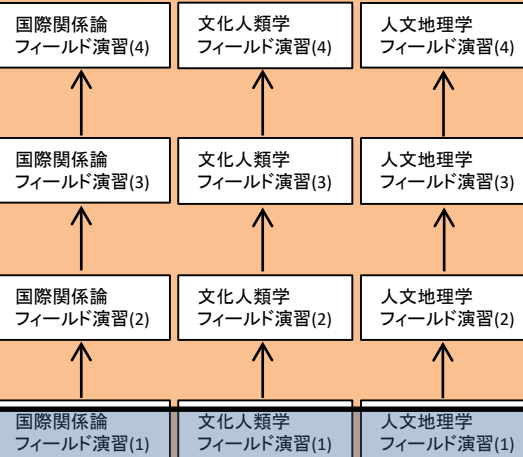 国際関係論
フィールド演習(4)
文化人類学
フィールド演習(4)
人文地理学
フィールド演習(4)
国際関係論
フィールド演習(3)
文化人類学
フィールド演習(3)
人文地理学
フィールド演習(3)
国際関係論
フィールド演習(2)
文化人類学
フィールド演習(2)
人文地理学
フィールド演習(2)
国際関係論
フィールド演習(1)
文化人類学
フィールド演習(1)
人文地理学
フィールド演習(1)